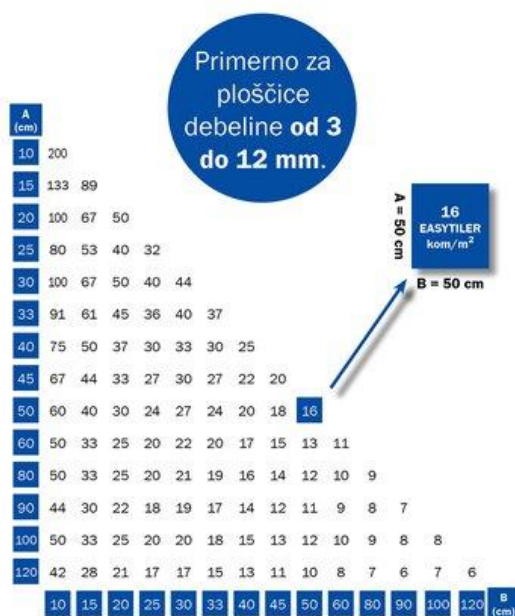 Primerno za
ploščice
debeline od 3
do 12 mm.
A
(cm)
10 200
15 133 89
20 100 67 50
25 80 53 40 32
30 100 67 50 40 44
33 91 61 45 36 40 37
40 75 50 37 30 33 30 25
45 67 44 33 27 30 27 22 20
50 60 40 30 24 27 24 20 18 16
60 50 33 25 20 22 20 17 15 13 11
80 50 33 25 20 21 19 16 14 12 10 9
90 44 30 22 18 19 17 14 12 11 9 8 7
100 50 33 25 20 20 18 15 13 12 10 9 8 8
120 42 28 21 17 17 15 13 11 10 8 7 6 7 6
10 15 20 25 30 33 40 45 50 60 80 90 100 120 B
(cm)
A = 50 cm
16
EASYTILER
kom/m²
B = 50 cm